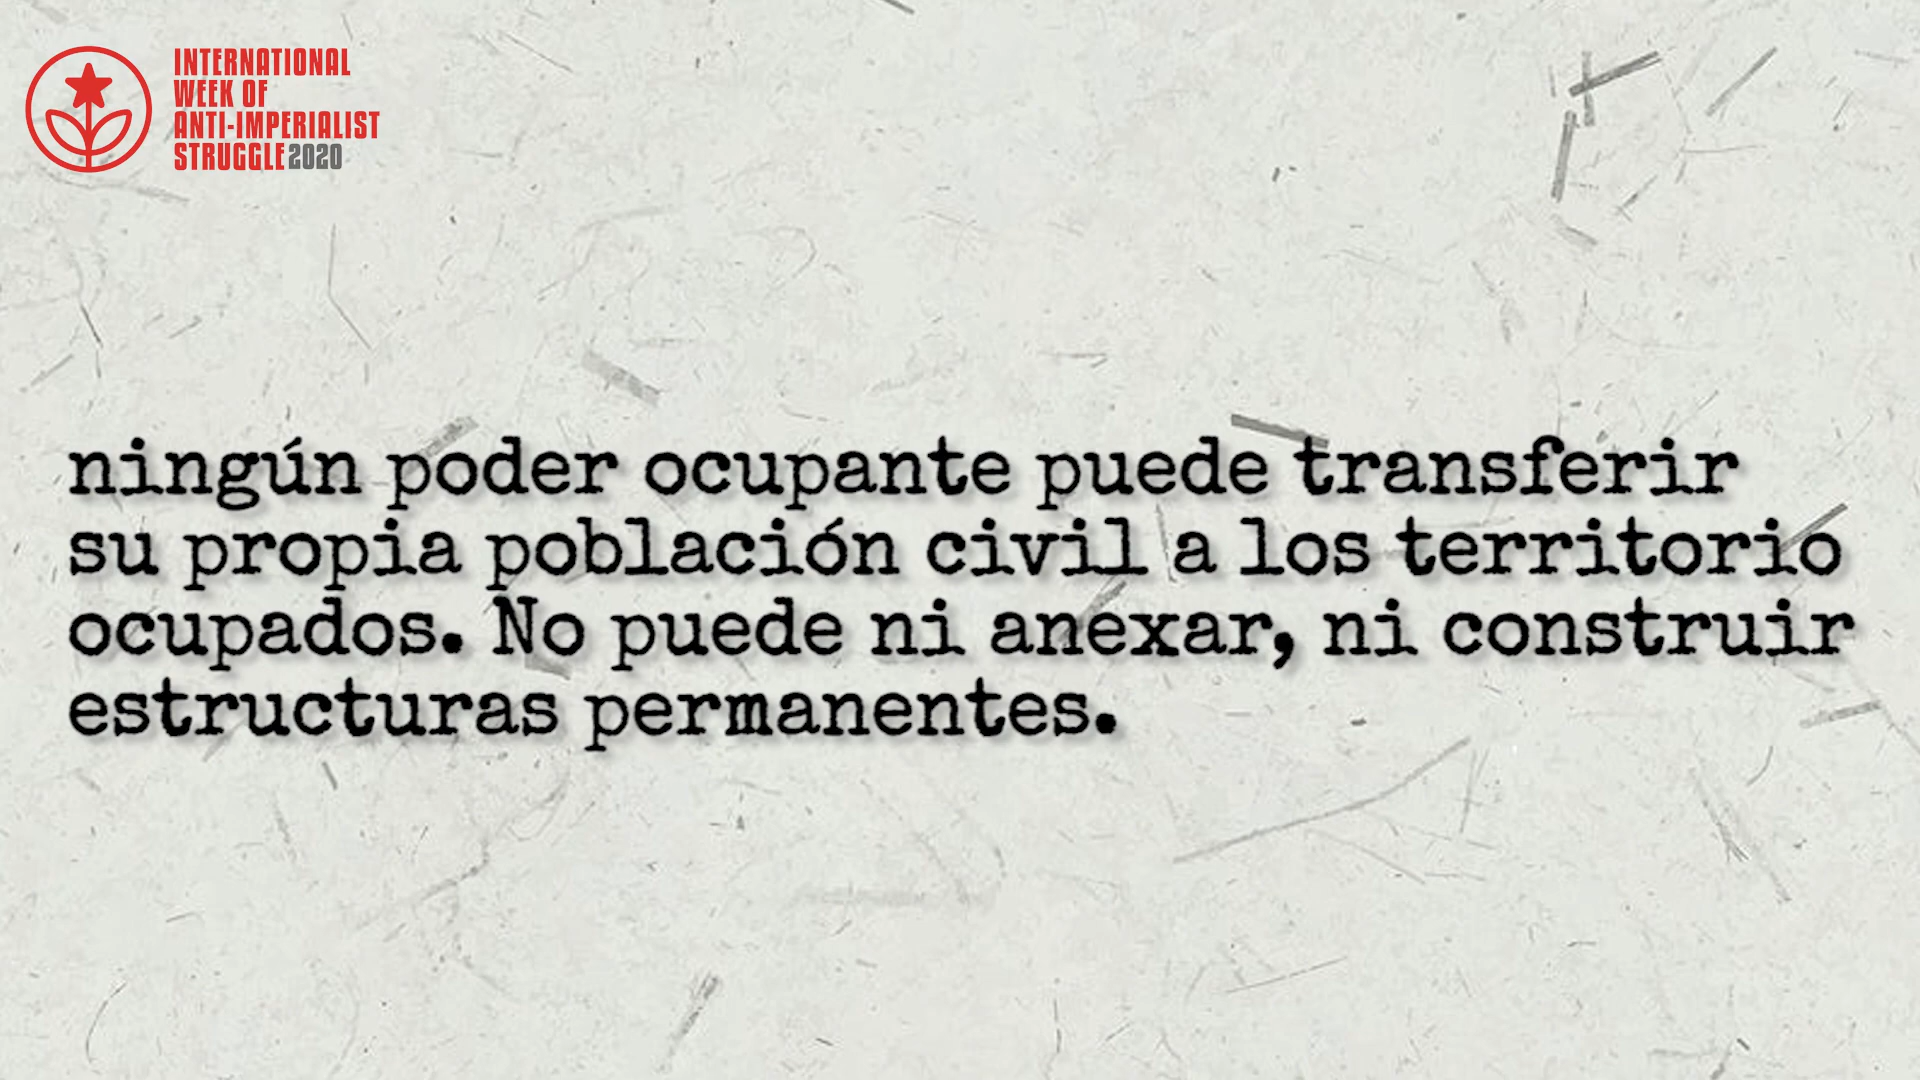 INTERNATIONAL
WEEK OF
ANTI-IMPERIALIST
STRUGGLE 2020
ningún poder ocupante puede transferir
su propia población civil a los territorio
ocupados. No puede ni anexar, ni construir
estructuras permanentes.